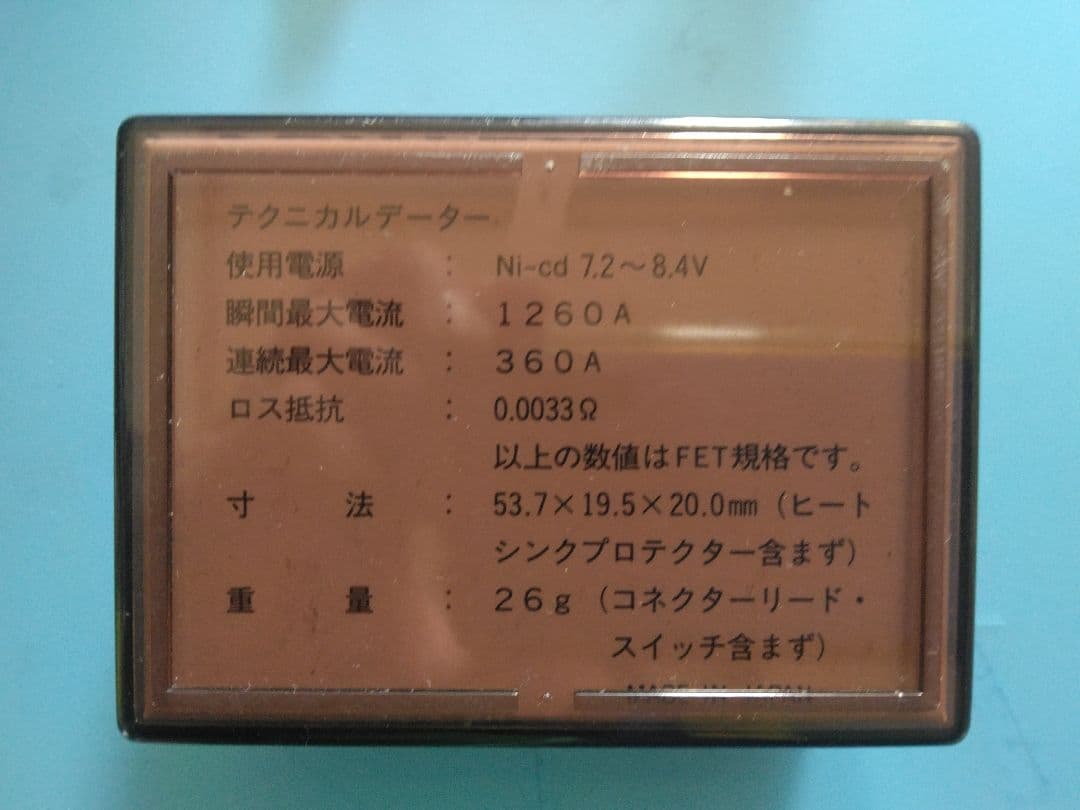 テクニカルデーター
使用電源 : Ni-cd 7.2〜8.4V
瞬間最大電流 : 1260A
連続最大電流 : 360A
ロス抵抗 : 0.0033Ω
以上の数値はFET規格です。
寸法 : 53.7×19.5×20.0㎜(ヒート
シンクプロテクター含まず)
重量 : 26g(コネクターリード・
スイッチ含まず)
MADE IN JAPAN